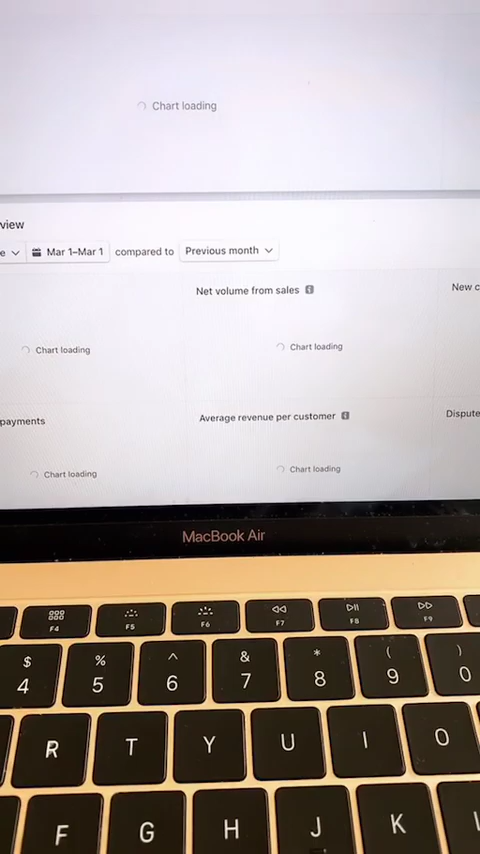 Chart loading
view
e Mar 1–Mar 1 compared to Previous month
Net volume from sales New c
Chart loading Chart loading
payments Average revenue per customer Dispute
Chart loading Chart loading
MacBook Air
F4 F5 F6 F7 F8 F9
$ % ^ & * ( )
4 5 6 7 8 9 0
R T Y U I O
F G H J K L